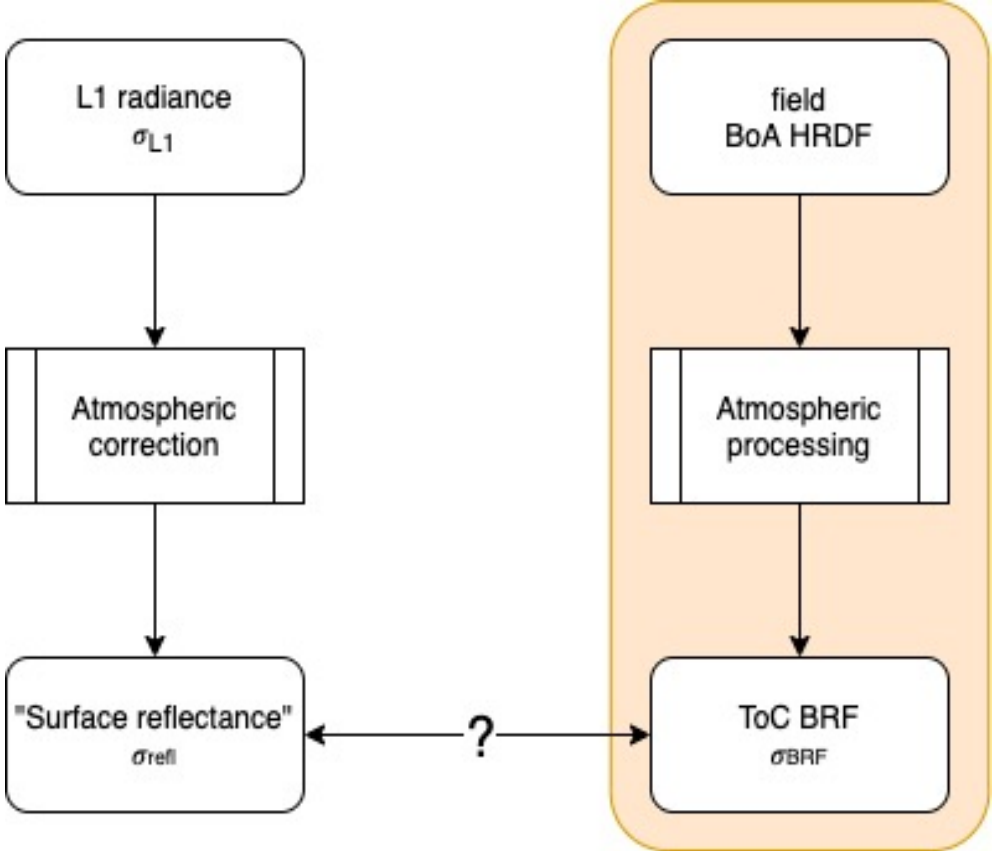 L1 radiance
σL1
field
BoA HRDF
Atmospheric
correction
Atmospheric
processing
"Surface reflectance"
σrefl
?
ToC BRF
σBRF